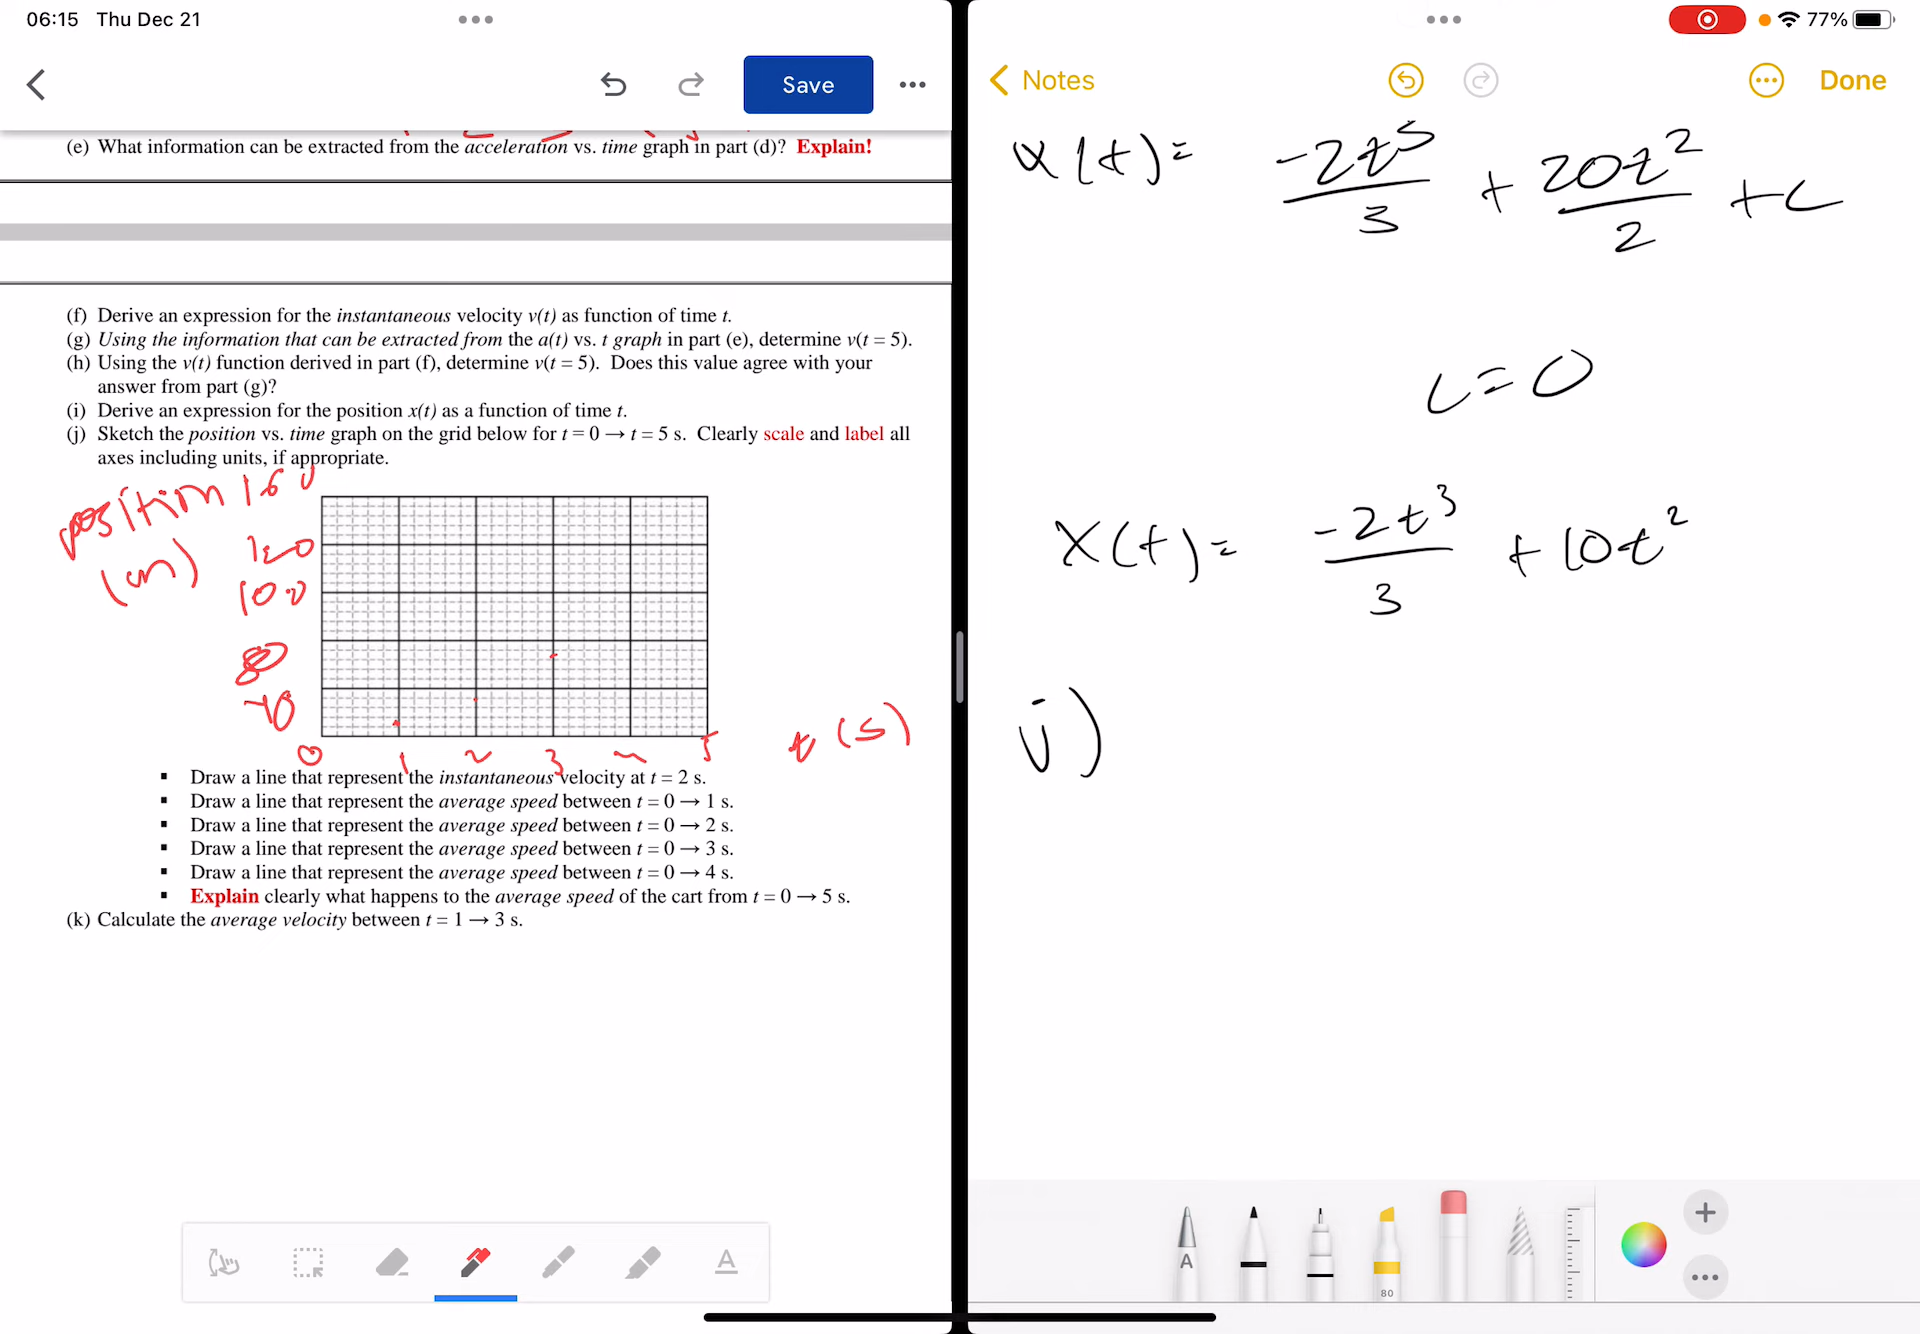 06:15 Thu Dec 21
77%
Save
Notes
Done
(e) What information can be extracted from the acceleration vs. time graph in part (d)? Explain!
(f) Derive an expression for the instantaneous velocity v(t) as function of time t.
(g) Using the information that can be extracted from the a(t) vs. t graph in part (e), determine v(t = 5).
(h) Using the v(t) function derived in part (f), determine v(t = 5). Does this value agree with your
answer from part (g)?
(i) Derive an expression for the position x(t) as a function of time t.
(j) Sketch the position vs. time graph on the grid below for t = 0 → t = 5 s. Clearly scale and label all
axes including units, if appropriate.
position 160
(m) 120
100
80
40
0 1 2 3 4 5 t (s)
▪ Draw a line that represent the instantaneous velocity at t = 2 s.
▪ Draw a line that represent the average speed between t = 0 → 1 s.
▪ Draw a line that represent the average speed between t = 0 → 2 s.
▪ Draw a line that represent the average speed between t = 0 → 3 s.
▪ Draw a line that represent the average speed between t = 0 → 4 s.
▪ Explain clearly what happens to the average speed of the cart from t = 0 → 5 s.
(k) Calculate the average velocity between t = 1 → 3 s.
A
x(t) = -2t³/3 + 20t²/2 + c
c = 0
x(t) = -2t³/3 + 10t²
j)
A
80